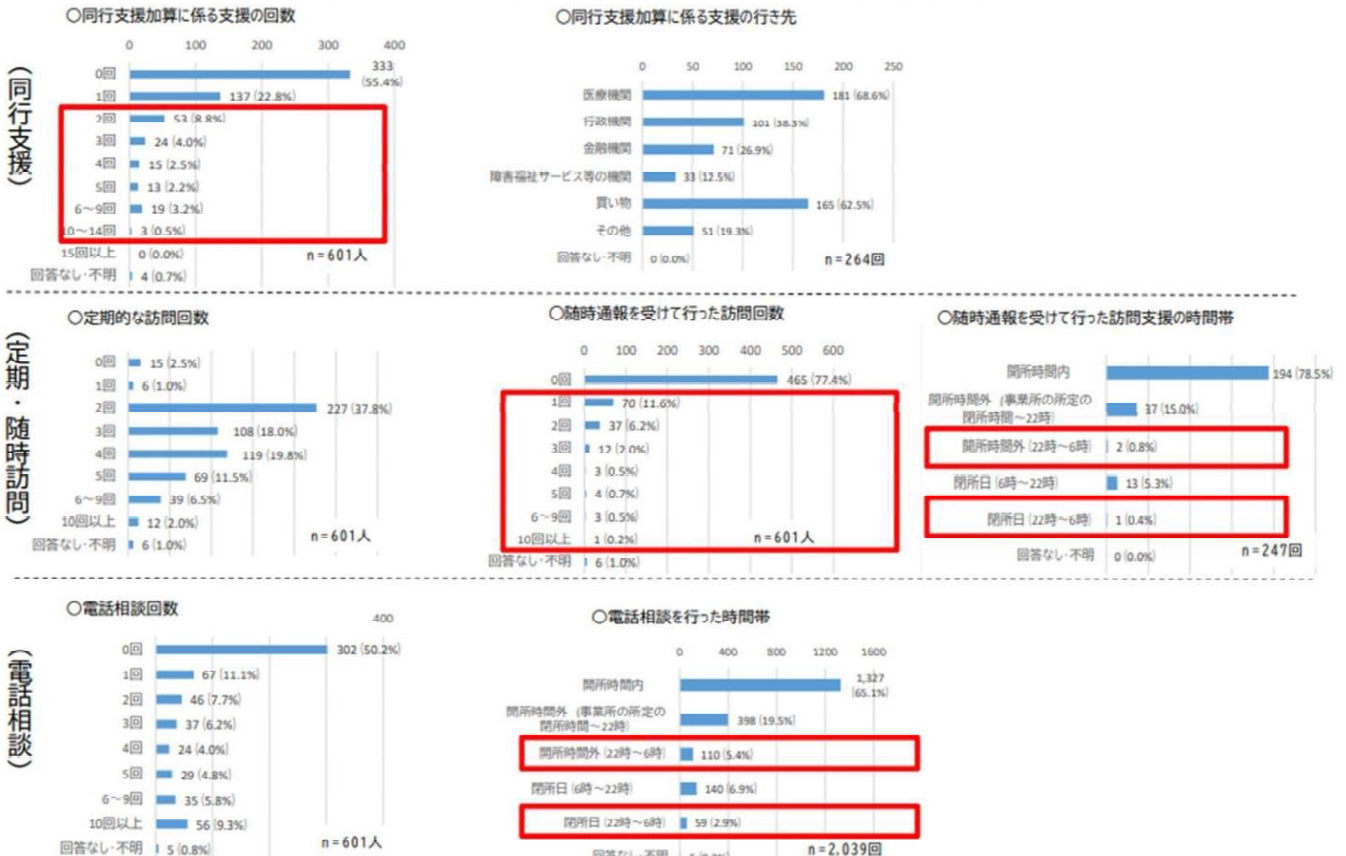 ○同行支援加算に係る支援の回数
0 100 200 300 400
(同行支援)
0回 333 (55.4%)
1回 137 (22.8%)
2回 53 (8.8%)
3回 24 (4.0%)
4回 15 (2.5%)
5回 13 (2.2%)
6～9回 19 (3.2%)
10～14回 3 (0.5%)
15回以上 0 (0.0%)
回答なし・不明 4 (0.7%)
n=601人
○同行支援加算に係る支援の行き先
0 50 100 150 200 250
医療機関 181 (68.6%)
行政機関 101 (38.3%)
金融機関 71 (26.9%)
障害福祉サービス等の機関 33 (12.5%)
買い物 165 (62.5%)
その他 51 (19.3%)
回答なし・不明 0 (0.0%)
n=264回
(定期・随時訪問)
○定期的な訪問回数
0回 15 (2.5%)
1回 6 (1.0%)
2回 227 (37.8%)
3回 108 (18.0%)
4回 119 (19.8%)
5回 69 (11.5%)
6～9回 39 (6.5%)
10回以上 12 (2.0%)
回答なし・不明 6 (1.0%)
n=601人
○随時通報を受けて行った訪問回数
0 100 200 300 400 500 600
0回 465 (77.4%)
1回 70 (11.6%)
2回 37 (6.2%)
3回 12 (2.0%)
4回 3 (0.5%)
5回 4 (0.7%)
6～9回 3 (0.5%)
10回以上 1 (0.2%)
回答なし・不明 6 (1.0%)
n=601人
○随時通報を受けて行った訪問支援の時間帯
開所時間内 194 (78.5%)
開所時間外 (事業所の所定の
閉所時間～22時) 37 (15.0%)
開所時間外 (22時～6時) 2 (0.8%)
閉所日 (6時～22時) 13 (5.3%)
閉所日 (22時～6時) 1 (0.4%)
回答なし・不明 0 (0.0%)
n=247回
(電話相談)
○電話相談回数
400
0回 302 (50.2%)
1回 67 (11.1%)
2回 46 (7.7%)
3回 37 (6.2%)
4回 24 (4.0%)
5回 29 (4.8%)
6～9回 35 (5.8%)
10回以上 56 (9.3%)
回答なし・不明 5 (0.8%)
n=601人
○電話相談を行った時間帯
0 400 800 1200 1600
開所時間内 1,327 (65.1%)
開所時間外 (事業所の所定の
閉所時間～22時) 398 (19.5%)
開所時間外 (22時～6時) 110 (5.4%)
閉所日 (6時～22時) 140 (6.9%)
閉所日 (22時～6時) 59 (2.9%)
回答なし・不明
n=2,039回